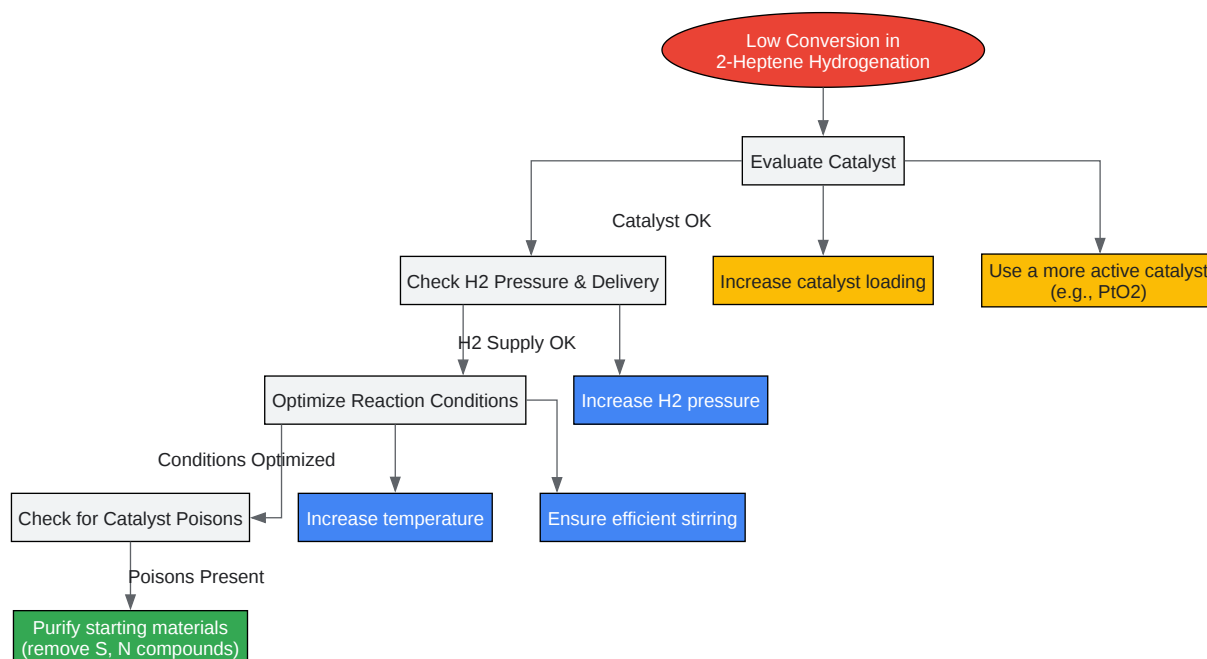 Low Conversion in
2-Heptene Hydrogenation
Evaluate Catalyst
Catalyst OK
Check H2 Pressure & Delivery
Increase catalyst loading
Use a more active catalyst
(e.g., PtO2)
H2 Supply OK
Optimize Reaction Conditions
Increase H2 pressure
Conditions Optimized
Check for Catalyst Poisons
Increase temperature
Ensure efficient stirring
Poisons Present
Purify starting materials
(remove S, N compounds)